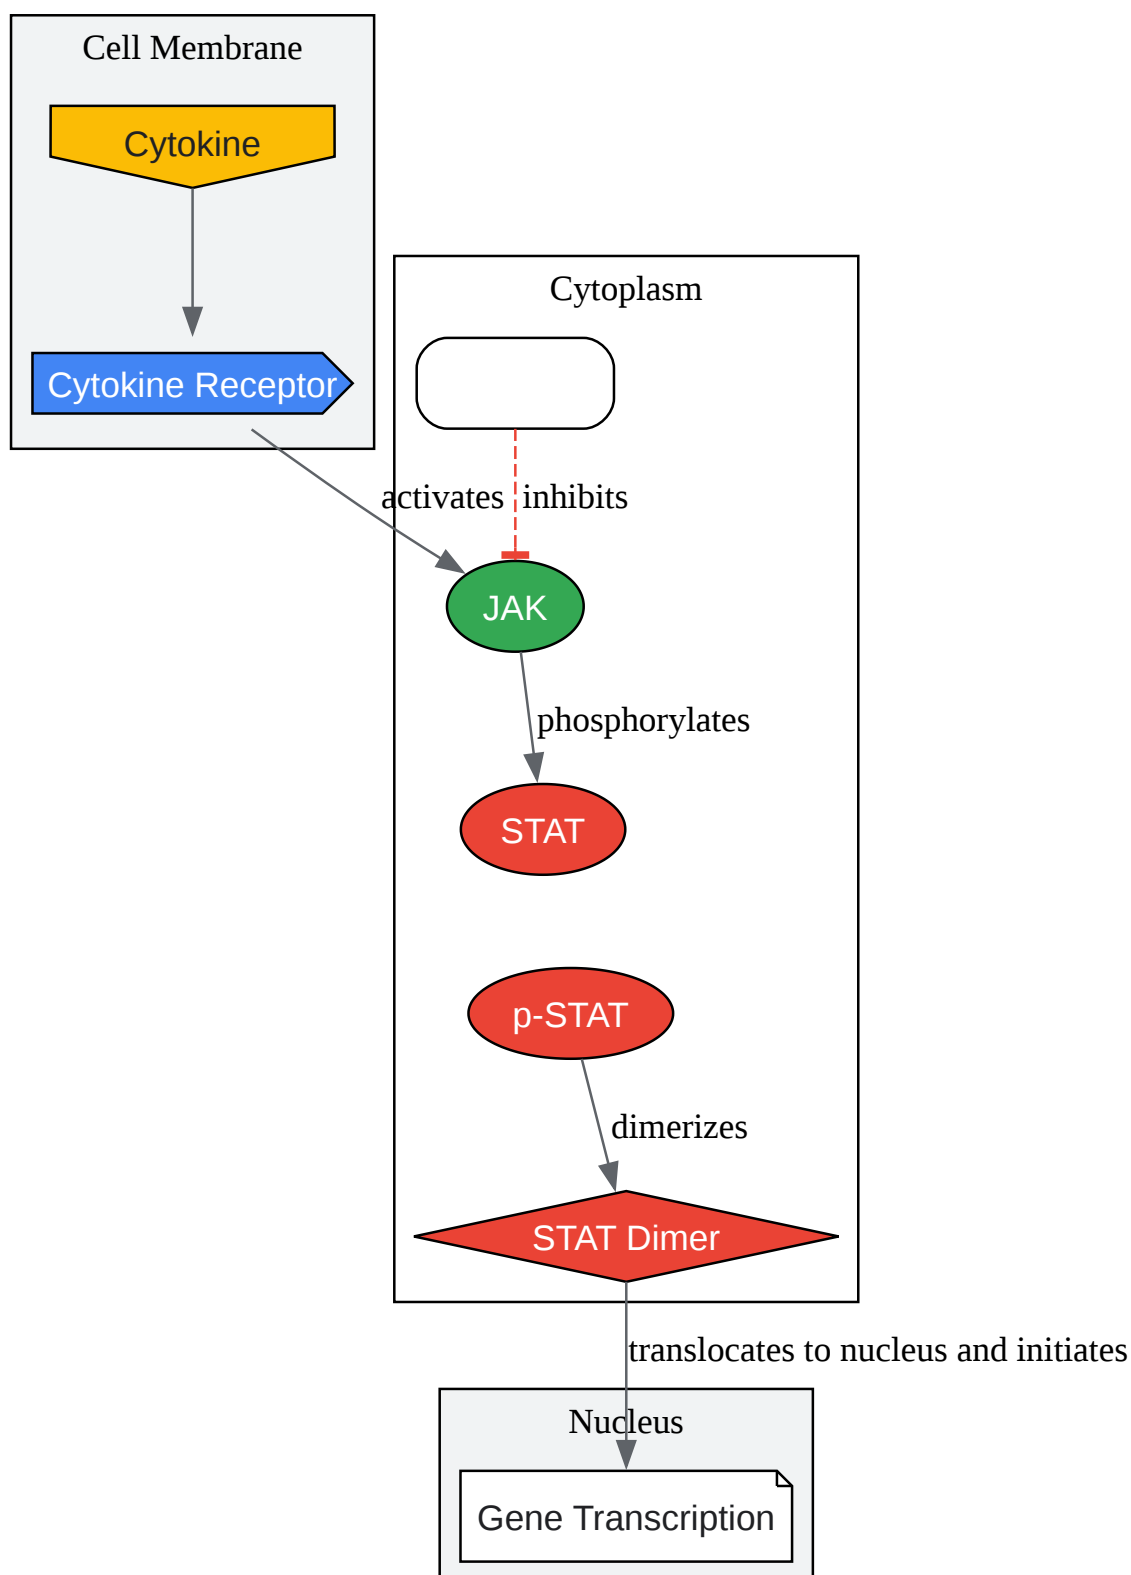 Cell Membrane
Cytokine
Cytokine Receptor
Cytoplasm
activates
inhibits
JAK
phosphorylates
STAT
p-STAT
dimerizes
STAT Dimer
translocates to nucleus and initiates
Nucleus
Gene Transcription